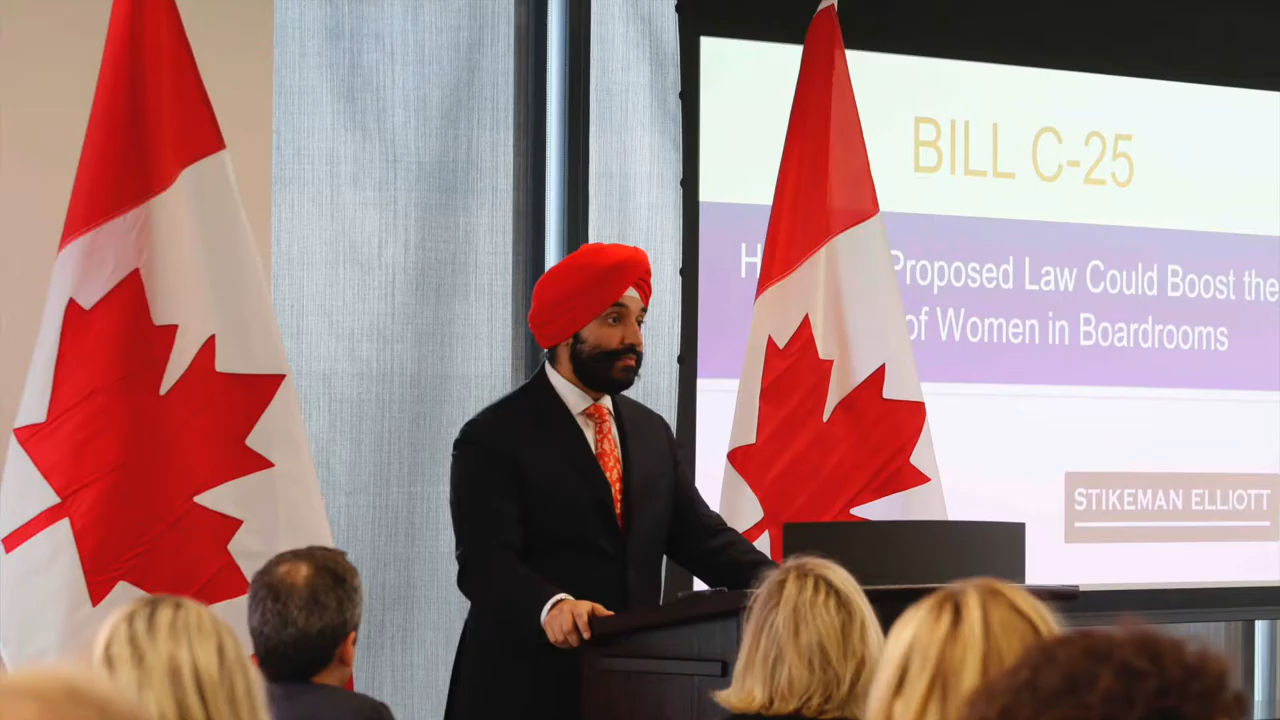 BILL C-25
H Proposed Law Could Boost the
of Women in Boardrooms
STIKEMAN ELLIOTT